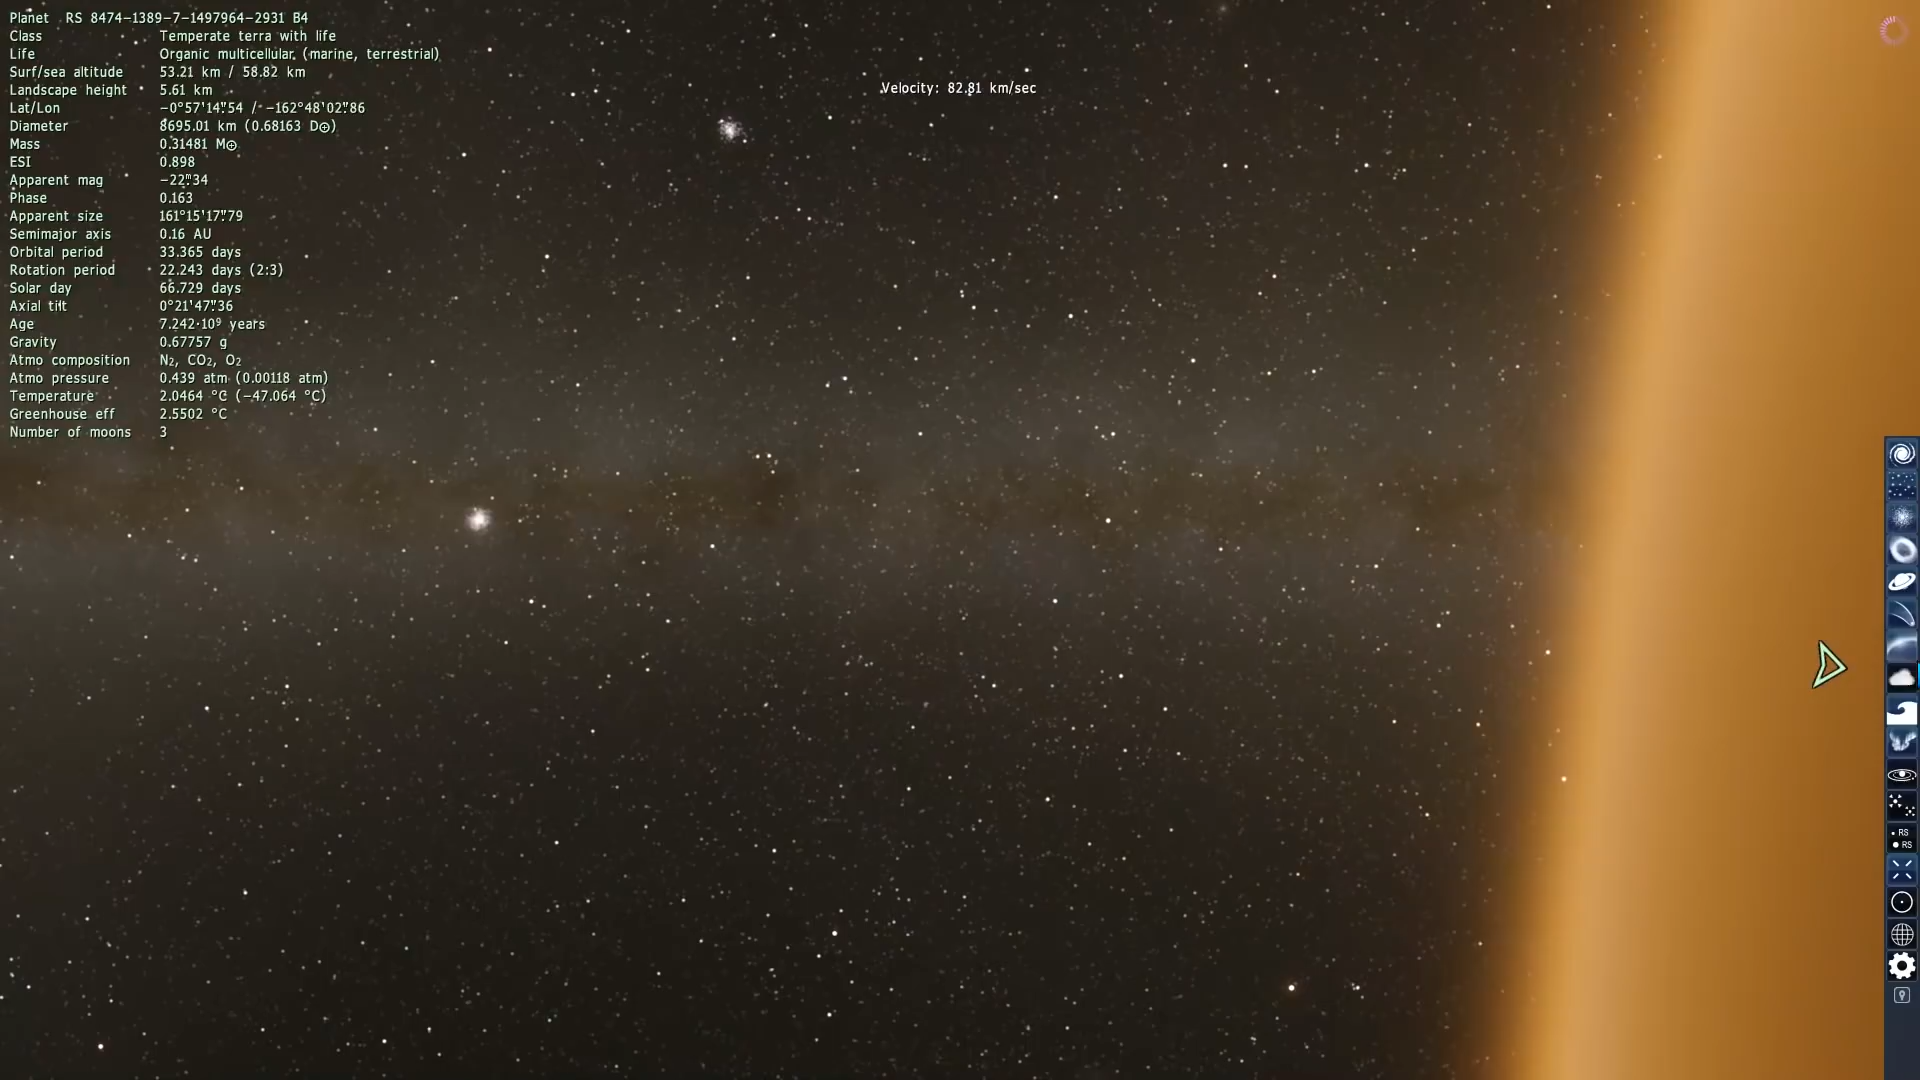 Planet RS 8474-1389-7-1497964-2931 B4
Class Temperate terra with life
Life Organic multicellular (marine, terrestrial)
Surf/sea altitude 53.21 km / 58.82 km
Landscape height 5.61 km
Lat/Lon -0°57'14."54 / -162°48'02."86
Diameter 8695.01 km (0.68163 D⊕)
Mass 0.31481 M⊕
ESI 0.898
Apparent mag -22.ᵐ34
Phase 0.163
Apparent size 161°15'17."79
Semimajor axis 0.16 AU
Orbital period 33.365 days
Rotation period 22.243 days (2:3)
Solar day 66.729 days
Axial tilt 0°21'47."36
Age 7.242·10⁹ years
Gravity 0.67757 g
Atmo composition N₂, CO₂, O₂
Atmo pressure 0.439 atm (0.00118 atm)
Temperature 2.0464 °C (-47.064 °C)
Greenhouse eff 2.5502 °C
Number of moons 3
Velocity: 82.81 km/sec
RS
RS